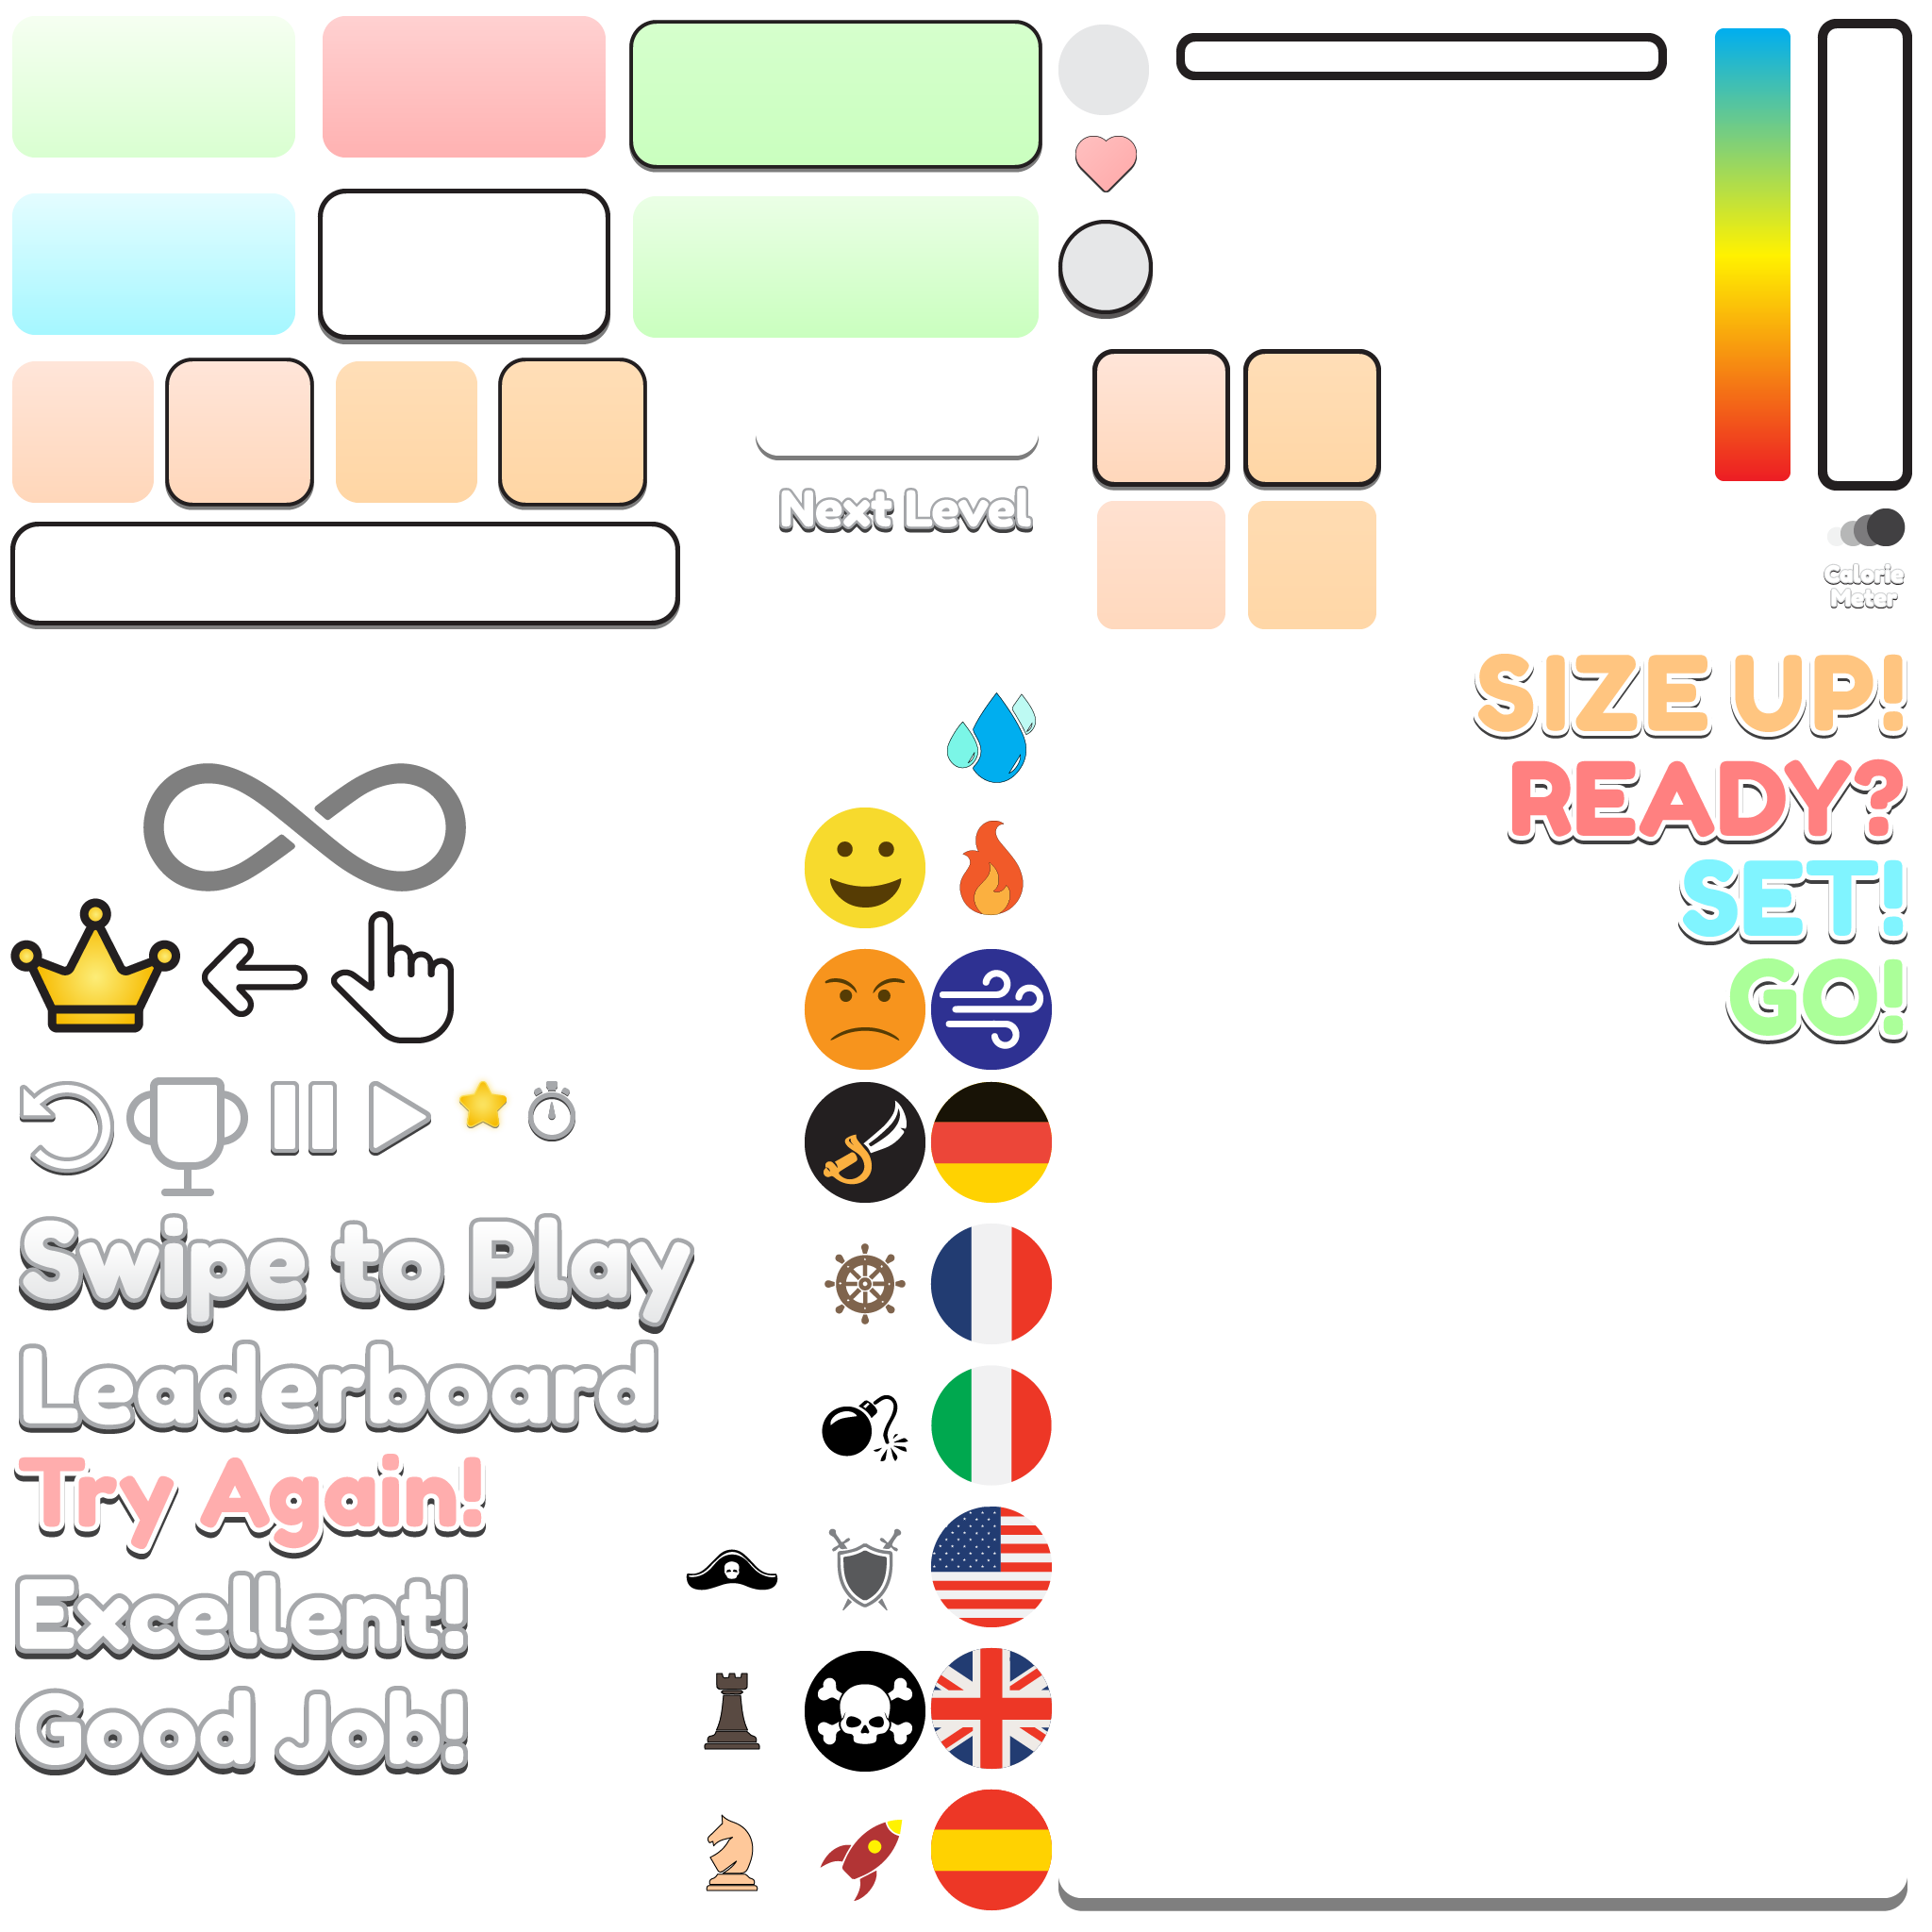 Next Level
Calorie
Meter
SIZE UP!
READY?
SET!
GO!
Swipe to Play
Leaderboard
Try Again!
Excellent!
Good Job!